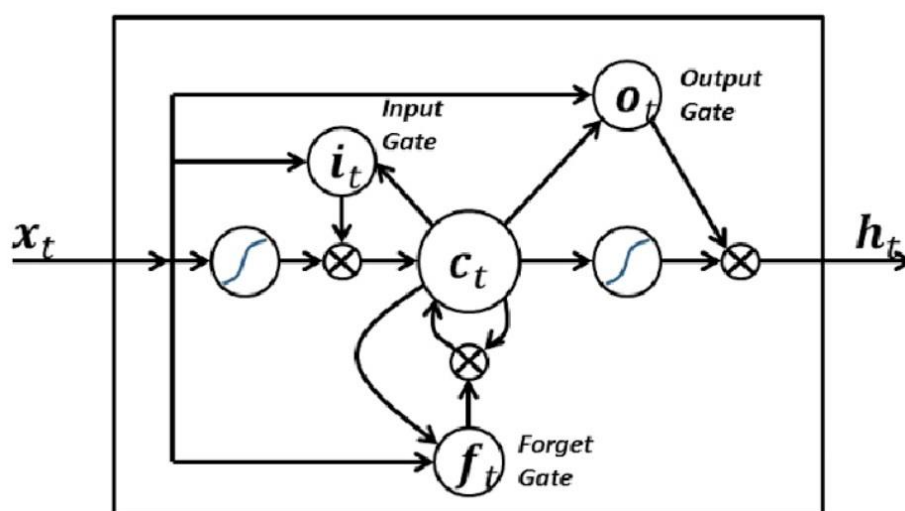 o_t
Output
Gate
Input
Gate
i_t
x_t
c_t
h_t
f_t
Forget
Gate